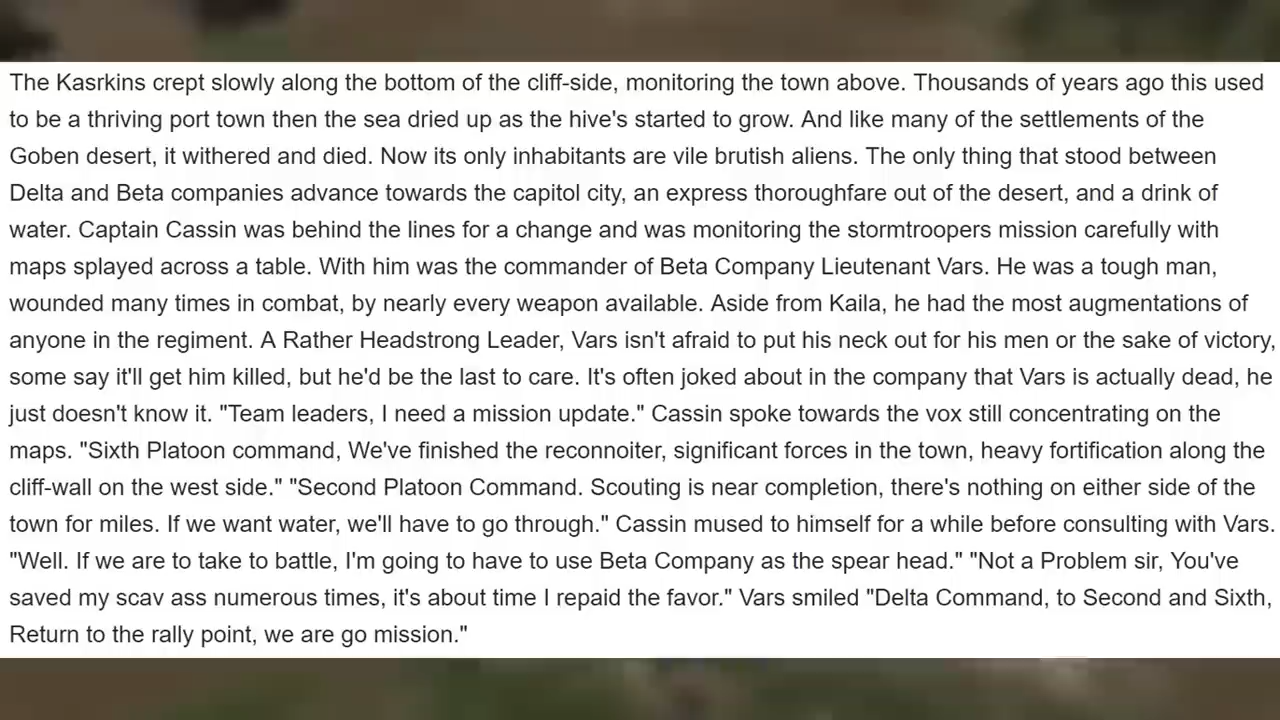 The Kasrkins crept slowly along the bottom of the cliff-side, monitoring the town above. Thousands of years ago this used
to be a thriving port town then the sea dried up as the hive's started to grow. And like many of the settlements of the
Goben desert, it withered and died. Now its only inhabitants are vile brutish aliens. The only thing that stood between
Delta and Beta companies advance towards the capitol city, an express thoroughfare out of the desert, and a drink of
water. Captain Cassin was behind the lines for a change and was monitoring the stormtroopers mission carefully with
maps splayed across a table. With him was the commander of Beta Company Lieutenant Vars. He was a tough man,
wounded many times in combat, by nearly every weapon available. Aside from Kaila, he had the most augmentations of
anyone in the regiment. A Rather Headstrong Leader, Vars isn't afraid to put his neck out for his men or the sake of victory,
some say it'll get him killed, but he'd be the last to care. It's often joked about in the company that Vars is actually dead, he
just doesn't know it. "Team leaders, I need a mission update." Cassin spoke towards the vox still concentrating on the
maps. "Sixth Platoon command, We've finished the reconnoiter, significant forces in the town, heavy fortification along the
cliff-wall on the west side." "Second Platoon Command. Scouting is near completion, there's nothing on either side of the
town for miles. If we want water, we'll have to go through." Cassin mused to himself for a while before consulting with Vars.
"Well. If we are to take to battle, I'm going to have to use Beta Company as the spear head." "Not a Problem sir, You've
saved my scav ass numerous times, it's about time I repaid the favor." Vars smiled "Delta Command, to Second and Sixth,
Return to the rally point, we are go mission."